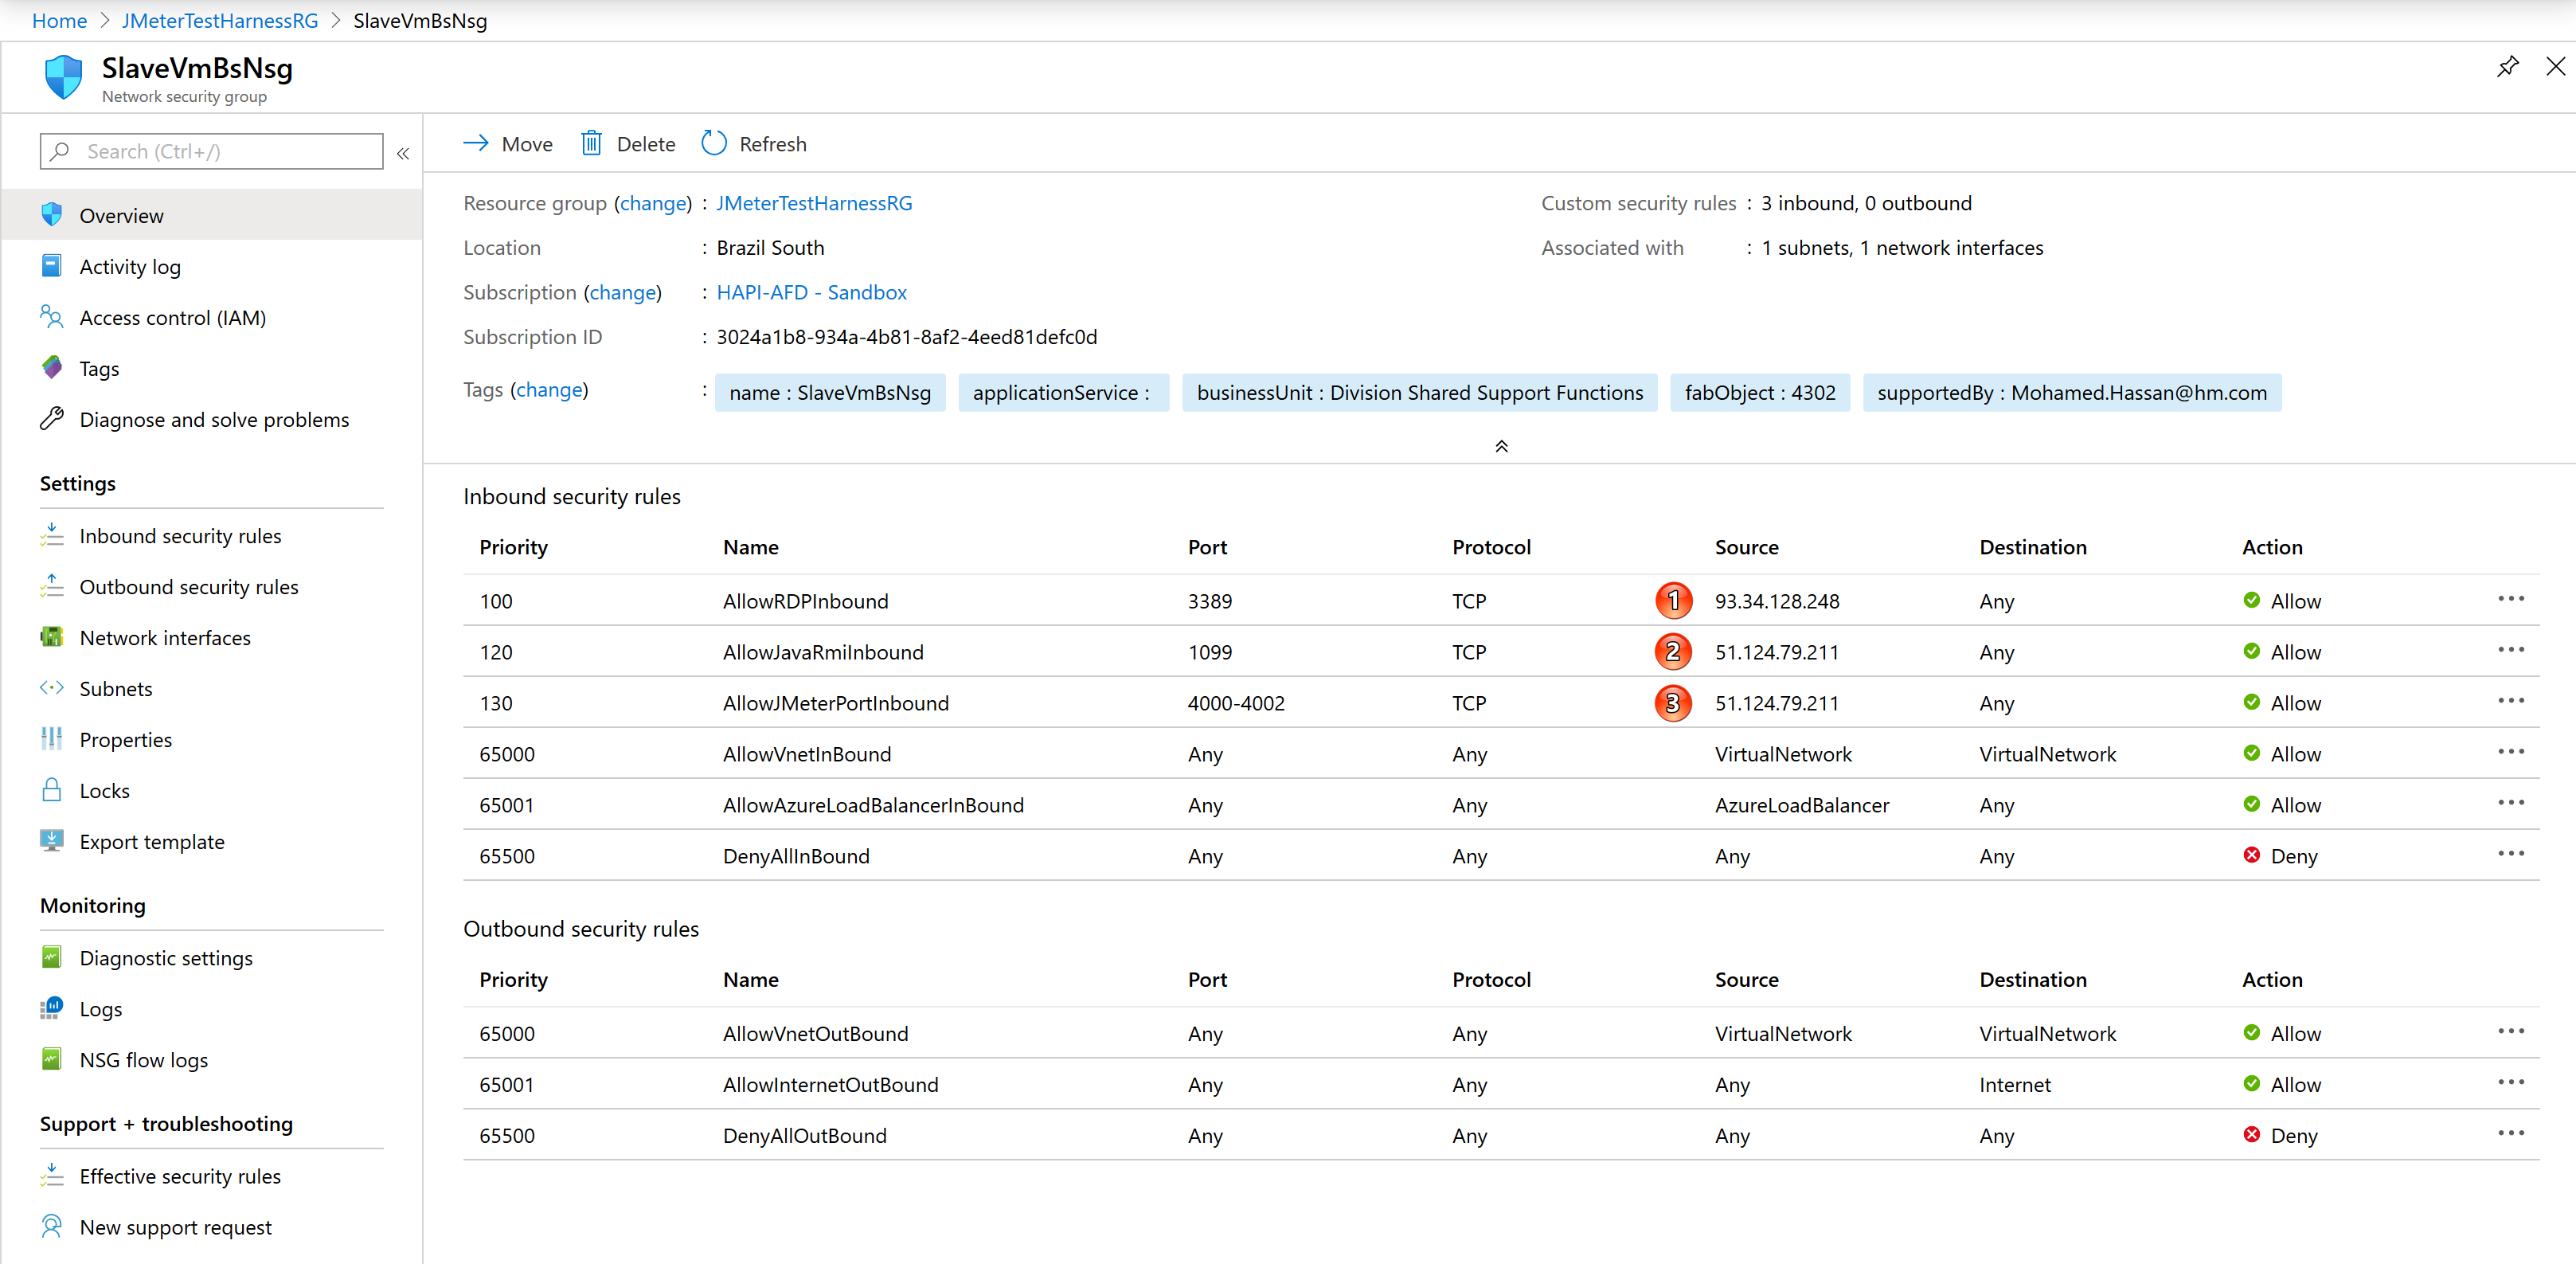 Home > JMeterTestHarnessRG > SlaveVmBsNsg
SlaveVmBsNsg
Network security group
Search (Ctrl+/)
«
Overview
Activity log
Access control (IAM)
Tags
Diagnose and solve problems
Settings
Inbound security rules
Outbound security rules
Network interfaces
Subnets
Properties
Locks
Export template
Monitoring
Diagnostic settings
Logs
NSG flow logs
Support + troubleshooting
Effective security rules
New support request
Move Delete Refresh
Resource group (change) : JMeterTestHarnessRG
Location : Brazil South
Subscription (change) : HAPI-AFD - Sandbox
Subscription ID : 3024a1b8-934a-4b81-8af2-4eed81defc0d
Custom security rules : 3 inbound, 0 outbound
Associated with : 1 subnets, 1 network interfaces
Tags (change) : name : SlaveVmBsNsg applicationService : businessUnit : Division Shared Support Functions fabObject : 4302 supportedBy : Mohamed.Hassan@hm.com
Inbound security rules
Priority Name Port Protocol Source Destination Action
100 AllowRDPInbound 3389 TCP 1 93.34.128.248 Any Allow
120 AllowJavaRmiInbound 1099 TCP 2 51.124.79.211 Any Allow
130 AllowJMeterPortInbound 4000-4002 TCP 3 51.124.79.211 Any Allow
65000 AllowVnetInBound Any Any VirtualNetwork VirtualNetwork Allow
65001 AllowAzureLoadBalancerInBound Any Any AzureLoadBalancer Any Allow
65500 DenyAllInBound Any Any Any Any Deny
Outbound security rules
Priority Name Port Protocol Source Destination Action
65000 AllowVnetOutBound Any Any VirtualNetwork VirtualNetwork Allow
65001 AllowInternetOutBound Any Any Any Internet Allow
65500 DenyAllOutBound Any Any Any Any Deny